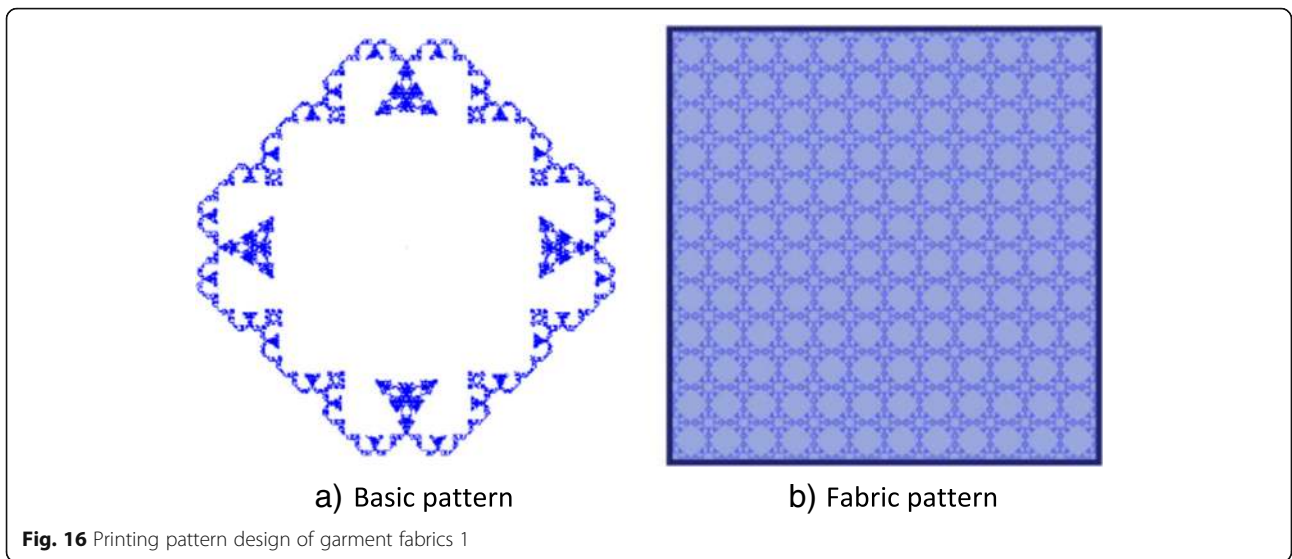 a) Basic pattern
b) Fabric pattern
Fig. 16 Printing pattern design of garment fabrics 1